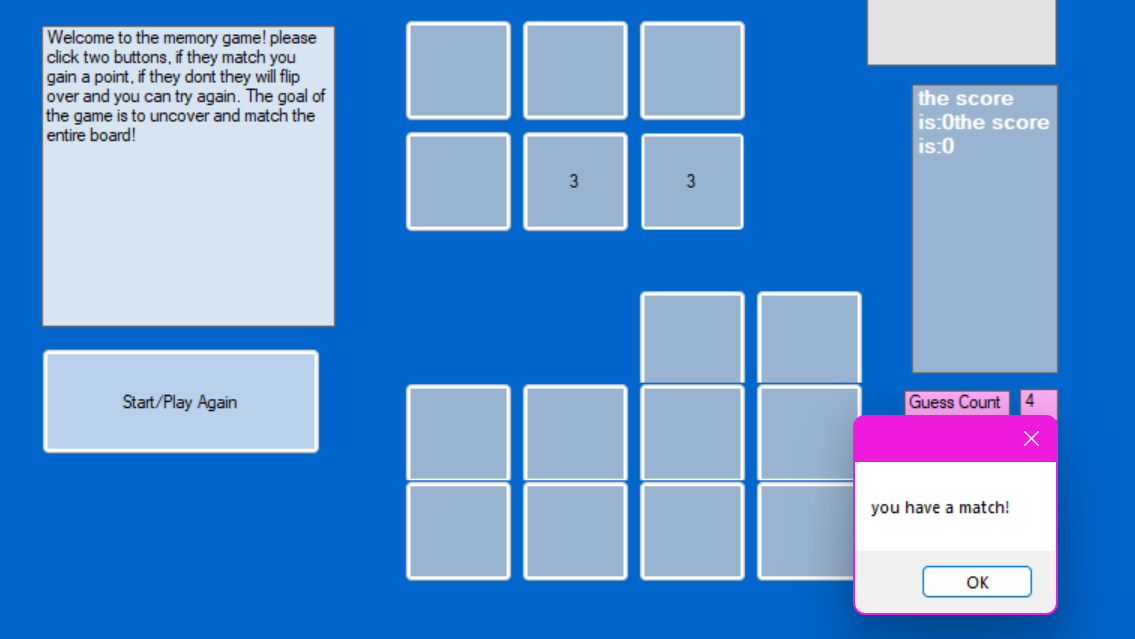 Welcome to the memory game! please
click two buttons, if they match you
gain a point, if they dont they will flip
over and you can try again. The goal of
the game is to uncover and match the
entire board!
Start/Play Again
3
3
the score
is:0the score
is:0
Guess Count
4
you have a match!
OK